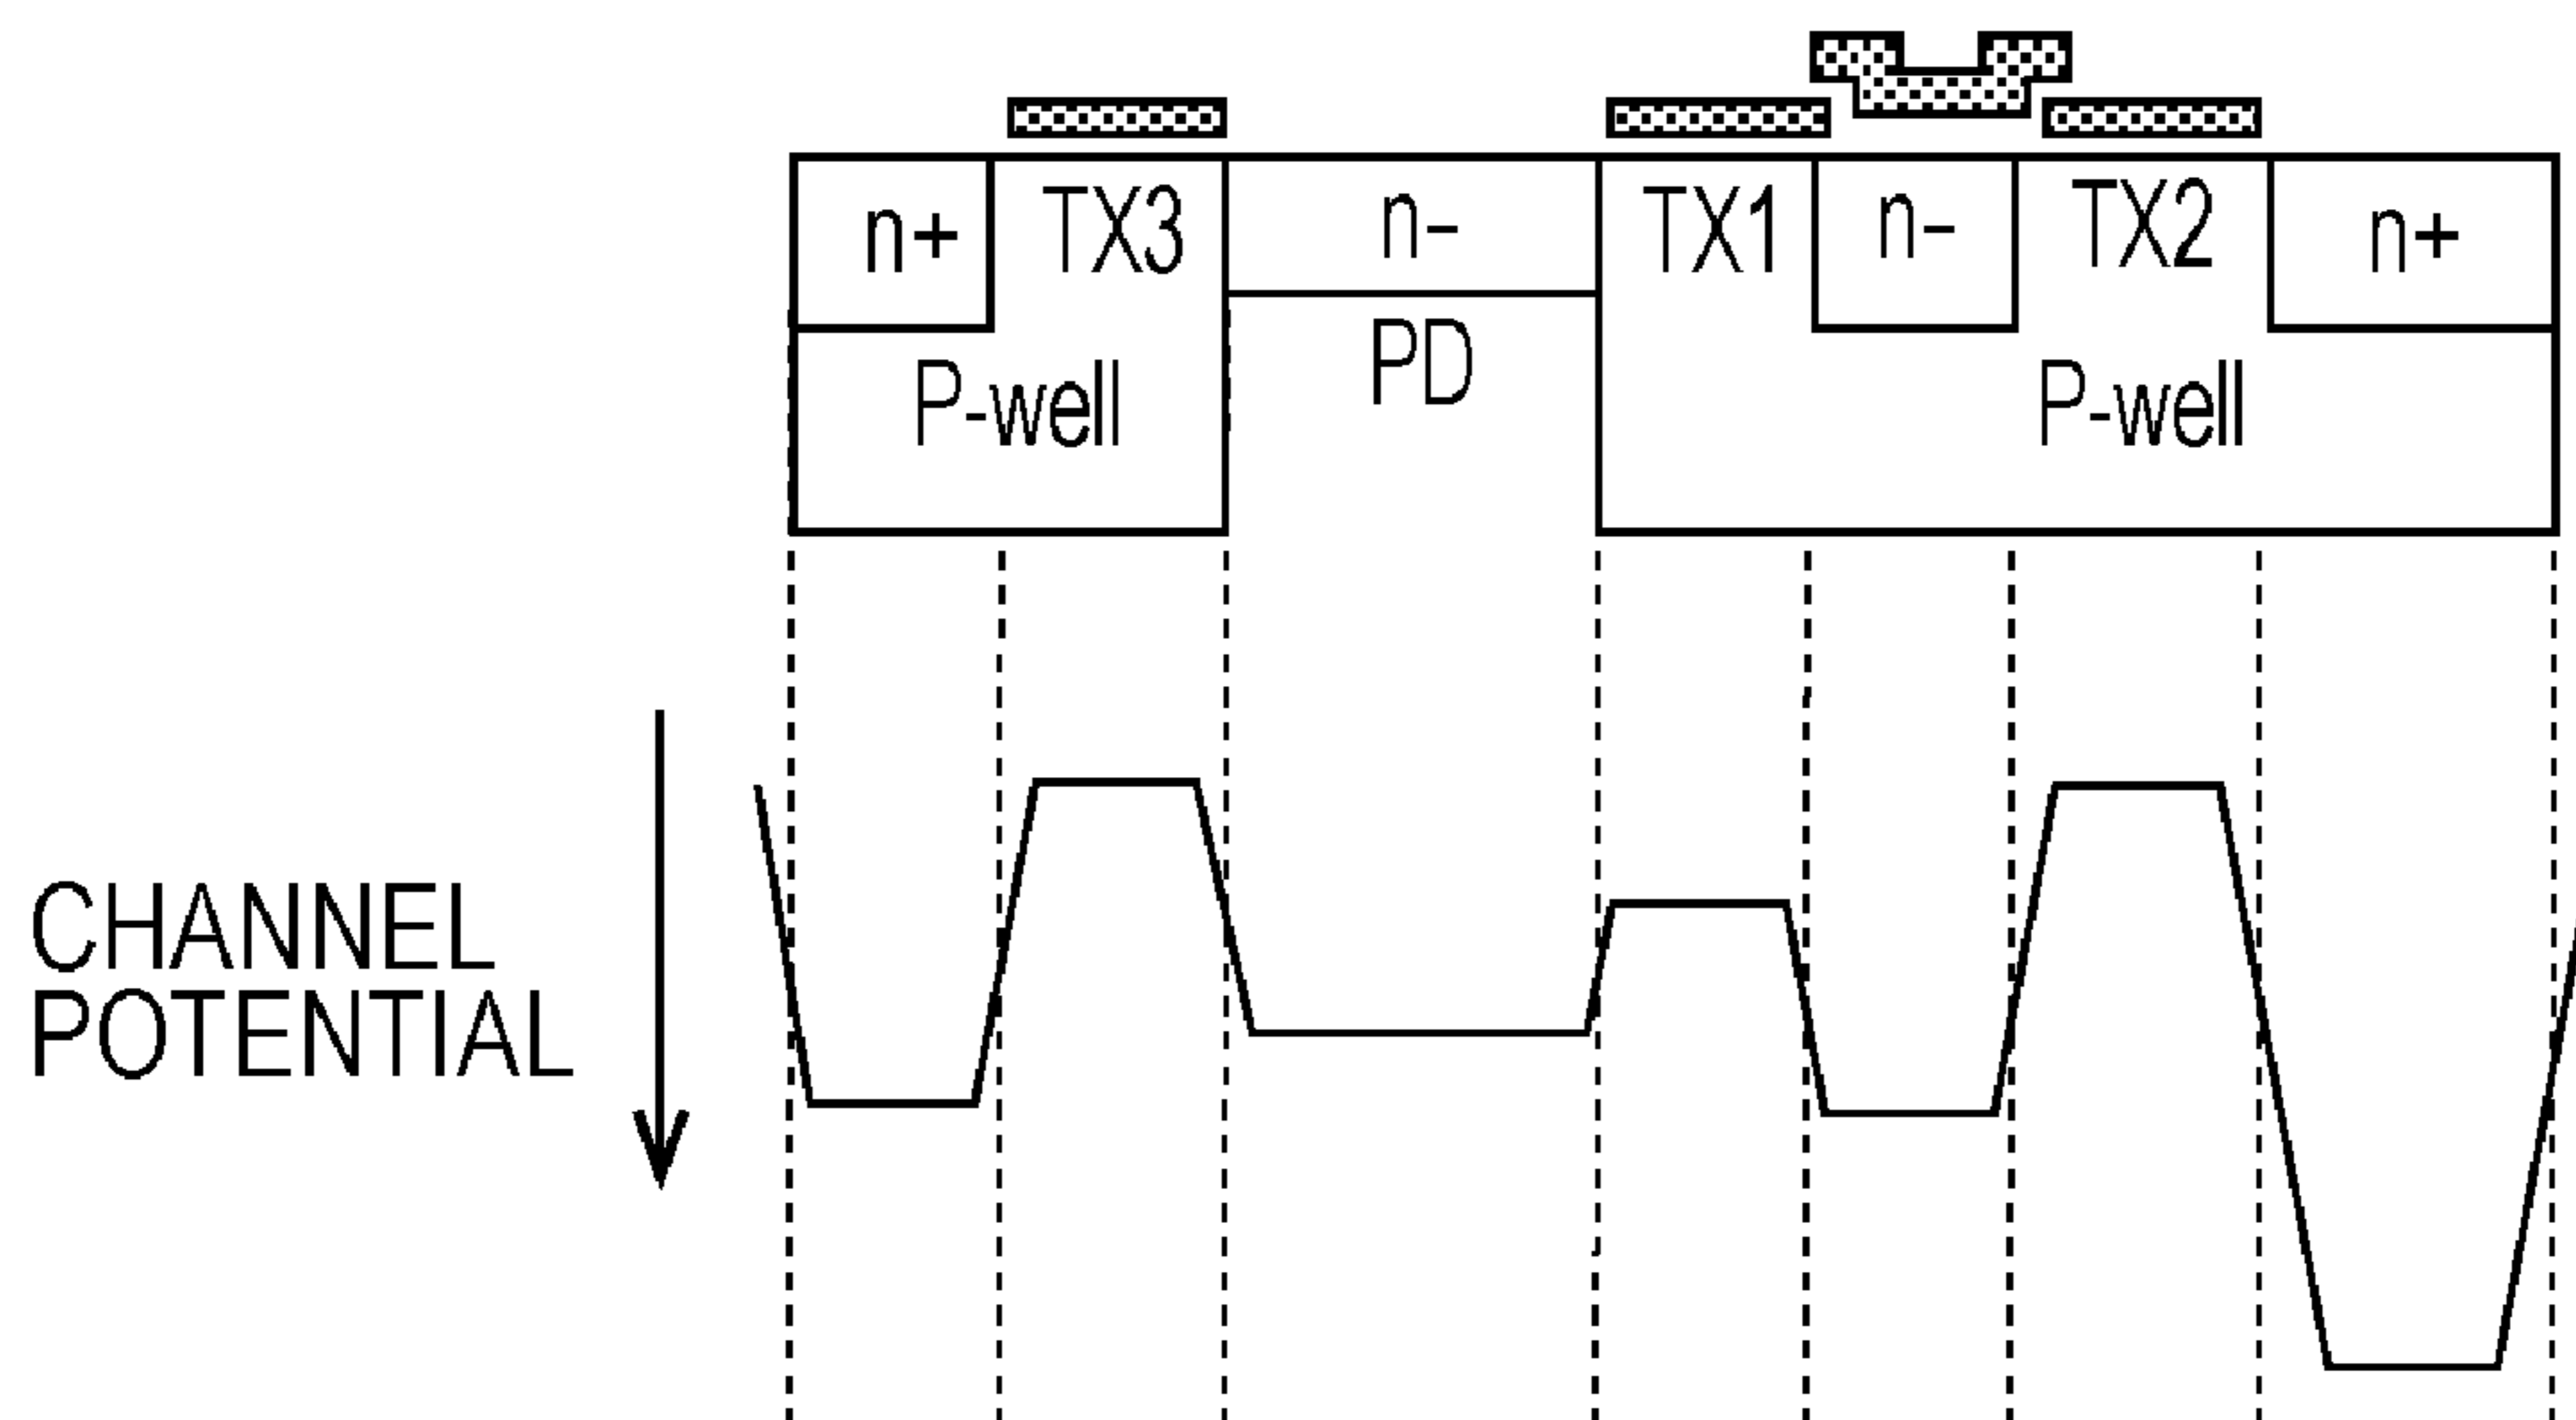 n+
TX3
n-
TX1
n-
TX2
n+
P-well
PD
P-well
CHANNEL
POTENTIAL